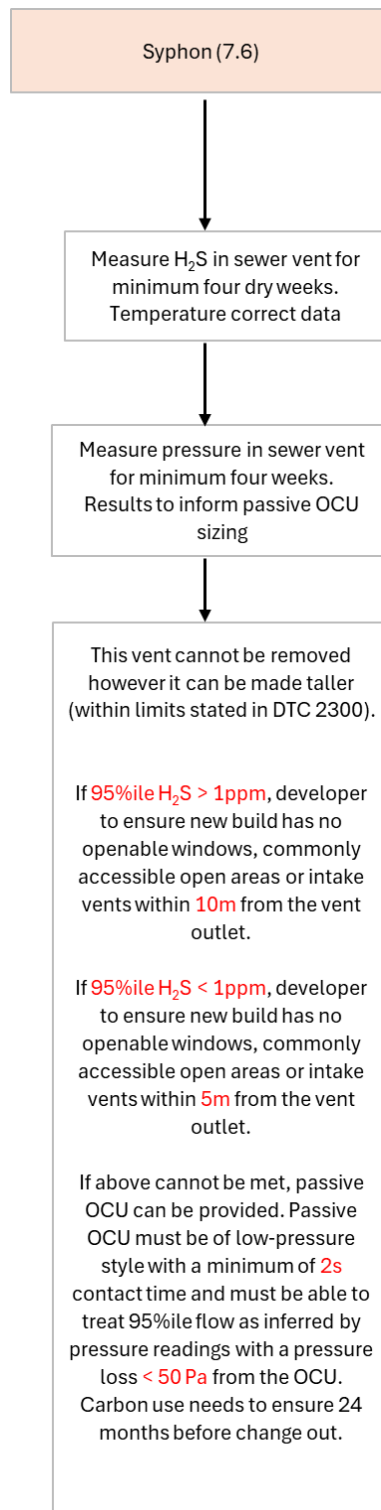 Syphon (7.6)
Measure H₂S in sewer vent for
minimum four dry weeks.
Temperature correct data
Measure pressure in sewer vent
for minimum four weeks.
Results to inform passive OCU
sizing
This vent cannot be removed
however it can be made taller
(within limits stated in DTC 2300).
If 95%ile H₂S > 1ppm, developer
to ensure new build has no
openable windows, commonly
accessible open areas or intake
vents within 10m from the vent
outlet.
If 95%ile H₂S < 1ppm, developer
to ensure new build has no
openable windows, commonly
accessible open areas or intake
vents within 5m from the vent
outlet.
If above cannot be met, passive
OCU can be provided. Passive
OCU must be of low-pressure
style with a minimum of 2s
contact time and must be able to
treat 95%ile flow as inferred by
pressure readings with a pressure
loss < 50 Pa from the OCU.
Carbon use needs to ensure 24
months before change out.